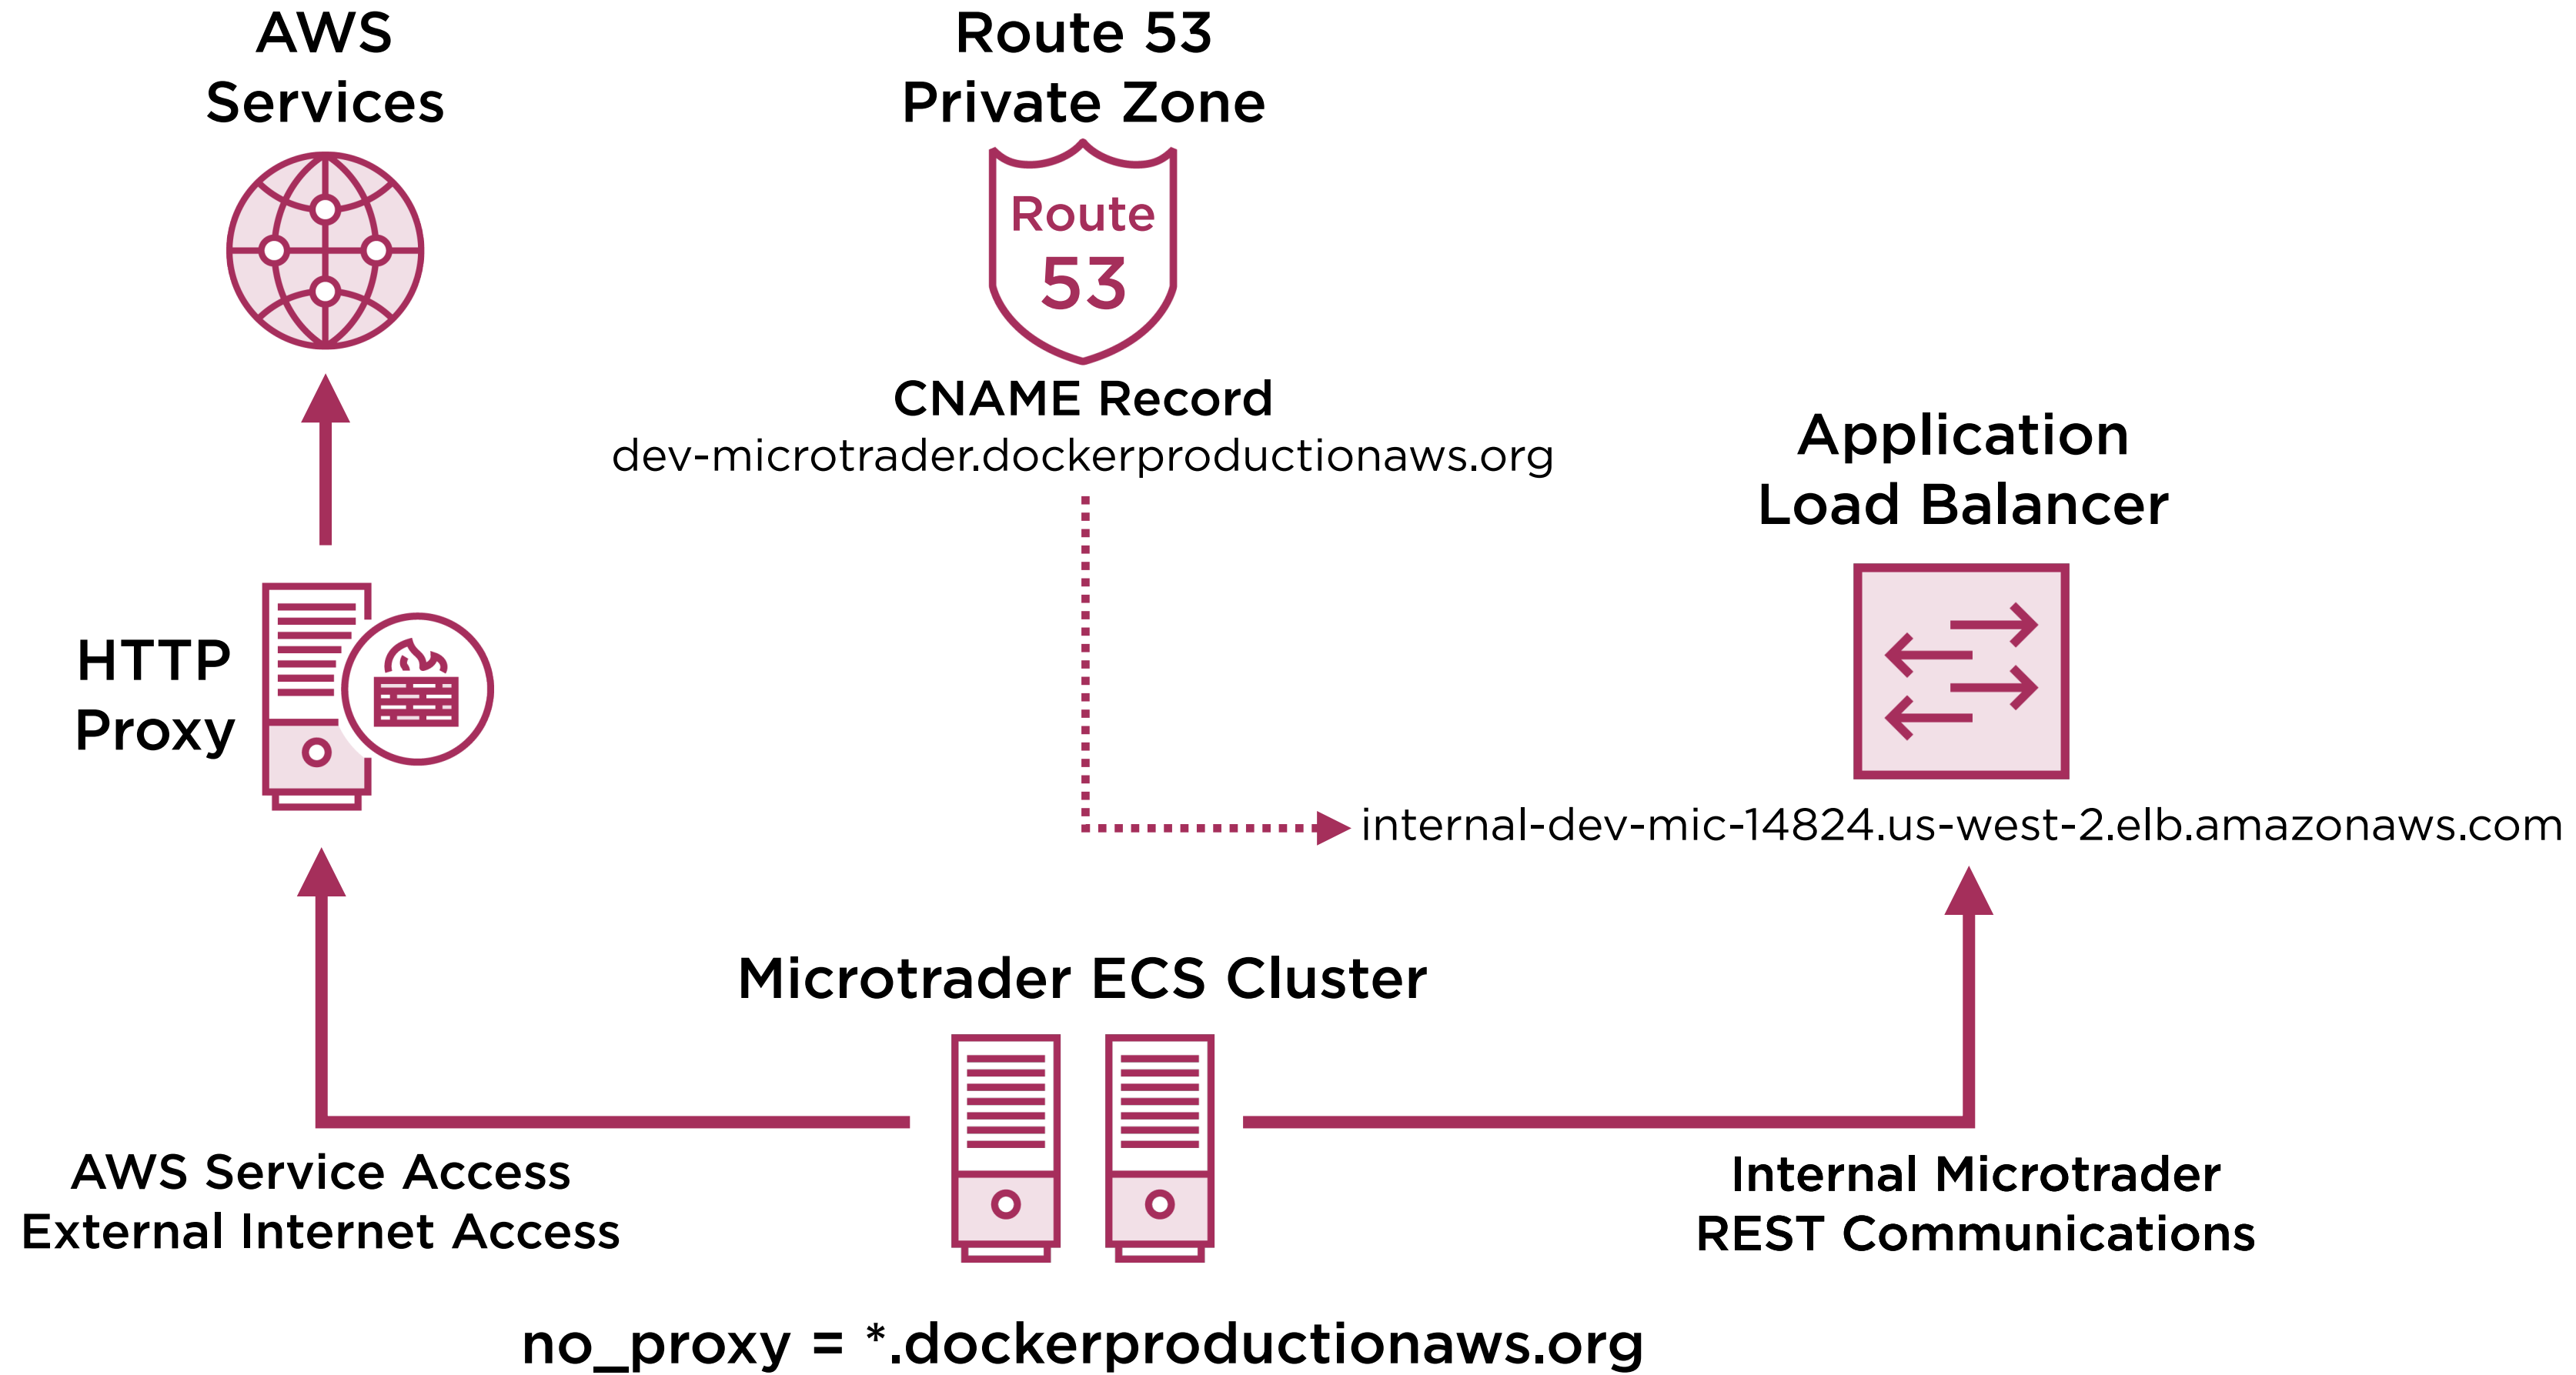 AWS
Services
Route 53
Private Zone
Route
53
CNAME Record
dev-microtrader.dockerproductionaws.org
Application
Load Balancer
HTTP
Proxy
internal-dev-mic-14824.us-west-2.elb.amazonaws.com
Microtrader ECS Cluster
AWS Service Access
External Internet Access
Internal Microtrader
REST Communications
no_proxy = *.dockerproductionaws.org